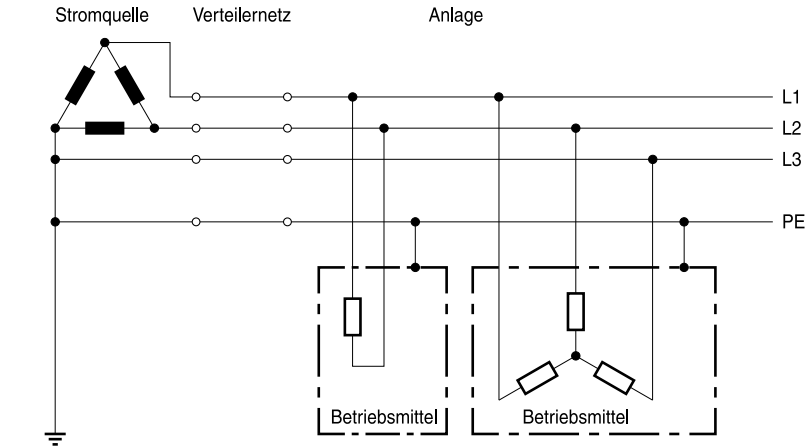 Stromquelle Verteilernetz Anlage
L1
L2
L3
PE
Betriebsmittel Betriebsmittel